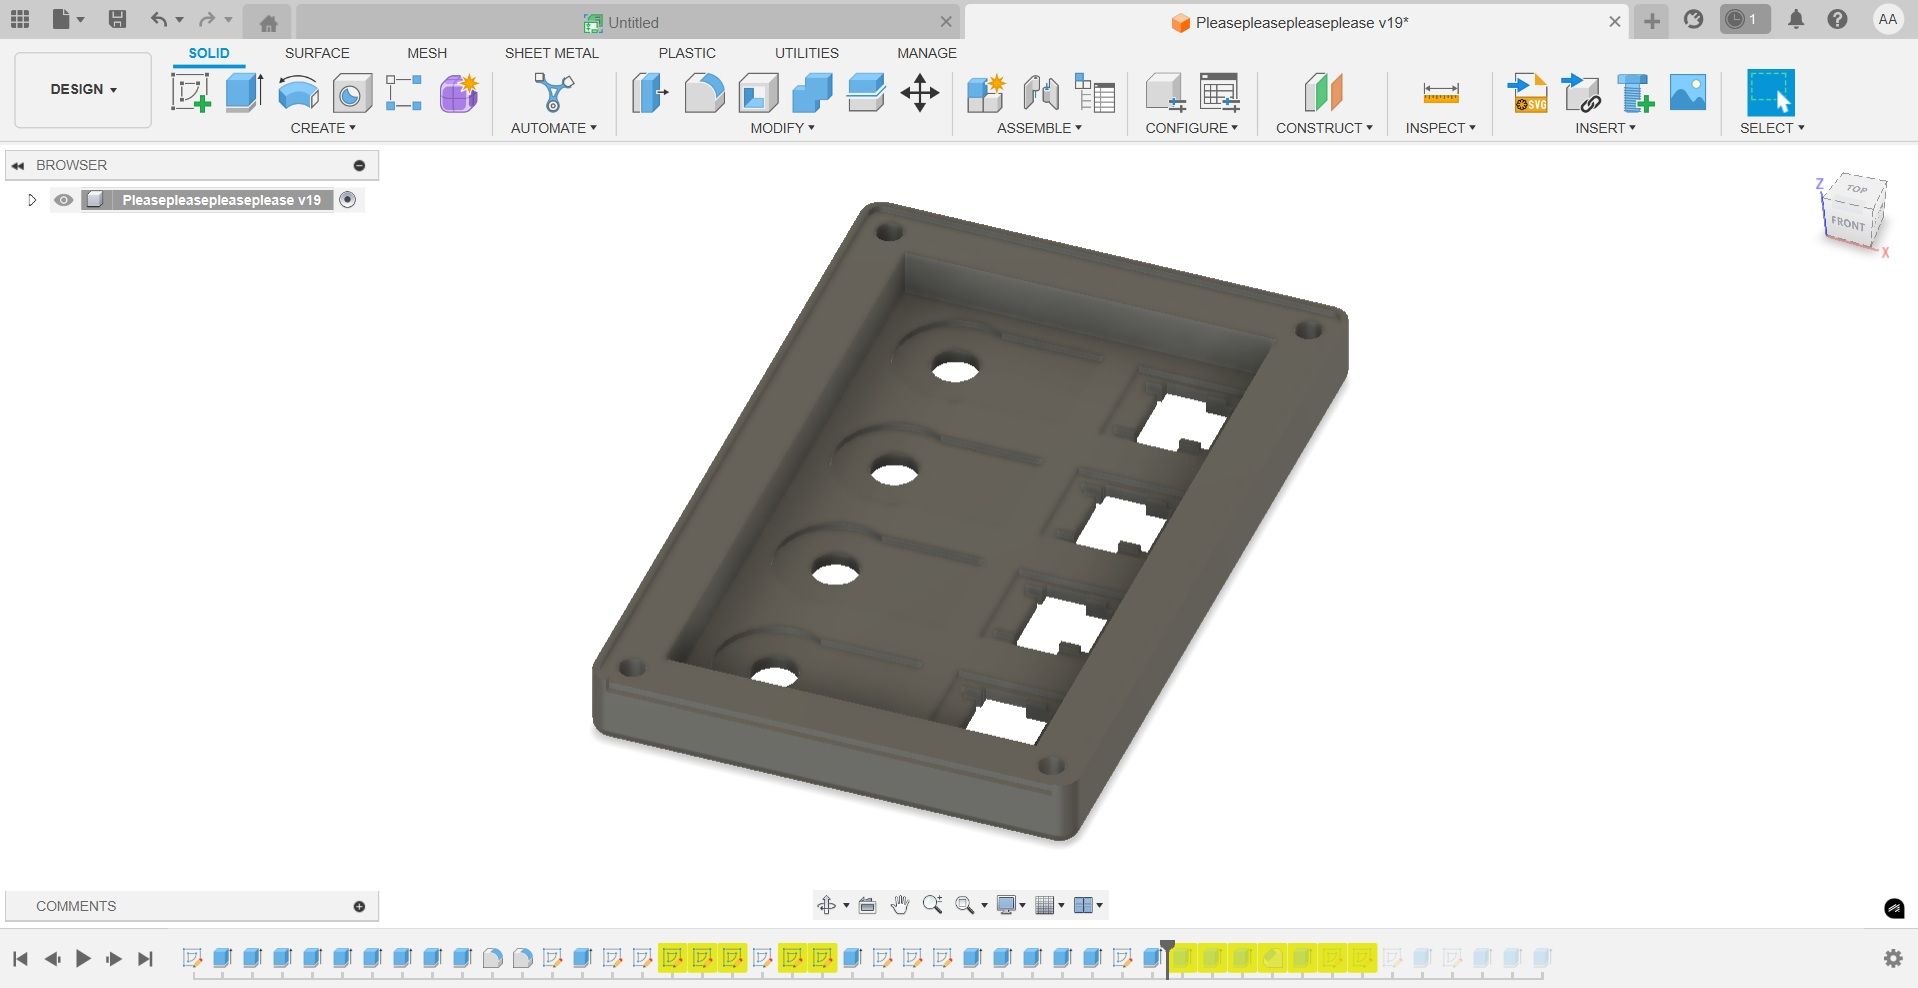 Untitled
Pleasepleasepleaseplease v19*
1
AA
DESIGN
SOLID
SURFACE
MESH
SHEET METAL
PLASTIC
UTILITIES
MANAGE
SVG
CREATE
AUTOMATE
MODIFY
ASSEMBLE
CONFIGURE
CONSTRUCT
INSPECT
INSERT
SELECT
BROWSER
Pleasepleasepleaseplease v19
Z
TOP
FRONT
X
COMMENTS